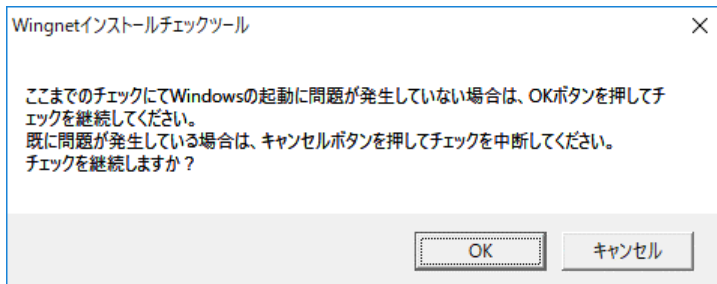 Wingnetインストールチェックツール
ここまでのチェックにてWindowsの起動に問題が発生していない場合は、OKボタンを押してチ
ェックを継続してください。
既に問題が発生している場合は、キャンセルボタンを押してチェックを中断してください。
チェックを継続しますか？
OK
キャンセル